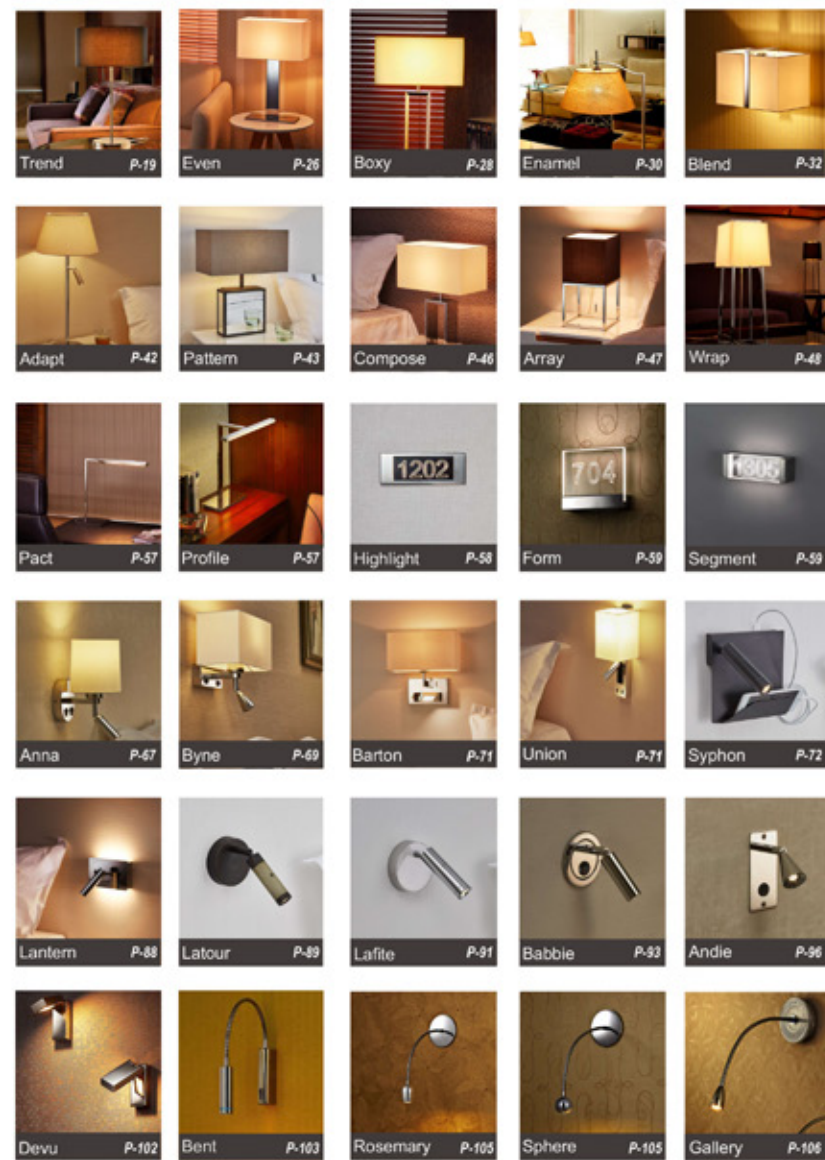 Trend P-19
Even P-26
Boxy P-28
Enamel P-30
Blend P-32
Adapt P-42
Pattern P-43
Compose P-46
Array P-47
Wrap P-48
1202
704
1305
Pact P-57
Profile P-57
Highlight P-58
Form P-59
Segment P-59
Anna P-67
Byne P-69
Barton P-71
Union P-71
Syphon P-72
Lantern P-88
Latour P-89
Lafite P-91
Babbie P-93
Andie P-96
Devu P-102
Bent P-103
Rosemary P-105
Sphere P-105
Gallery P-106